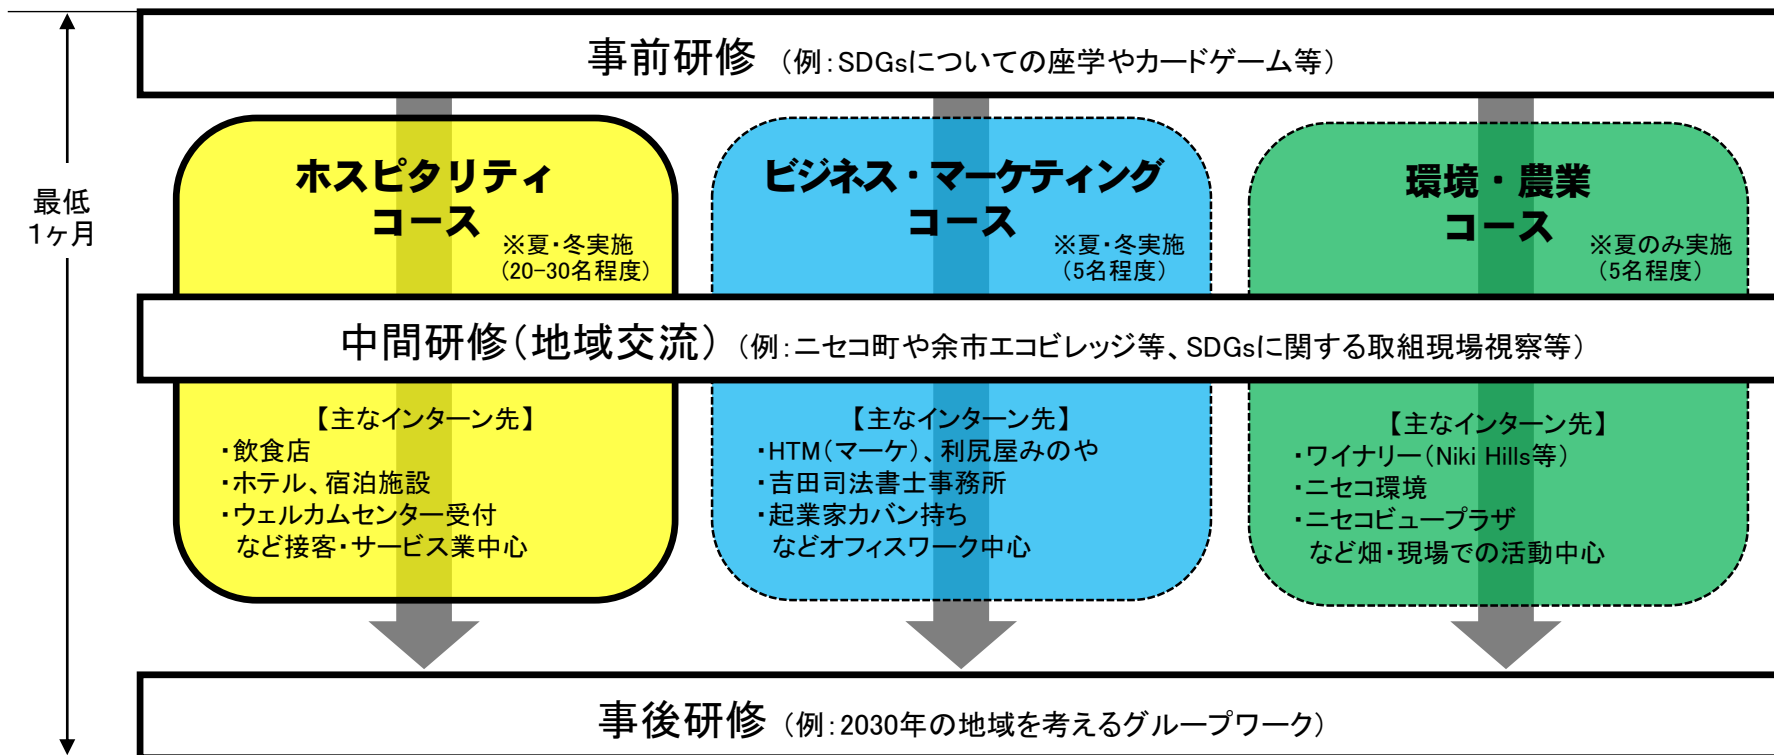 事前研修 (例:SDGsについての座学やカードゲーム等)
最低
1ヶ月
ホスピタリティ
コース
※夏・冬実施
(20-30名程度)
ビジネス・マーケティング
コース
※夏・冬実施
(5名程度)
環境・農業
コース
※夏のみ実施
(5名程度)
中間研修(地域交流) (例:ニセコ町や余市エコビレッジ等、SDGsに関する取組現場視察等)
【主なインターン先】
・飲食店
・ホテル、宿泊施設
・ウェルカムセンター受付
など接客・サービス業中心
【主なインターン先】
・HTM(マーケ)、利尻屋みのや
・吉田司法書士事務所
・起業家カバン持ち
などオフィスワーク中心
【主なインターン先】
・ワイナリー(Niki Hills等)
・ニセコ環境
・ニセコビュープラザ
など畑・現場での活動中心
事後研修 (例:2030年の地域を考えるグループワーク)